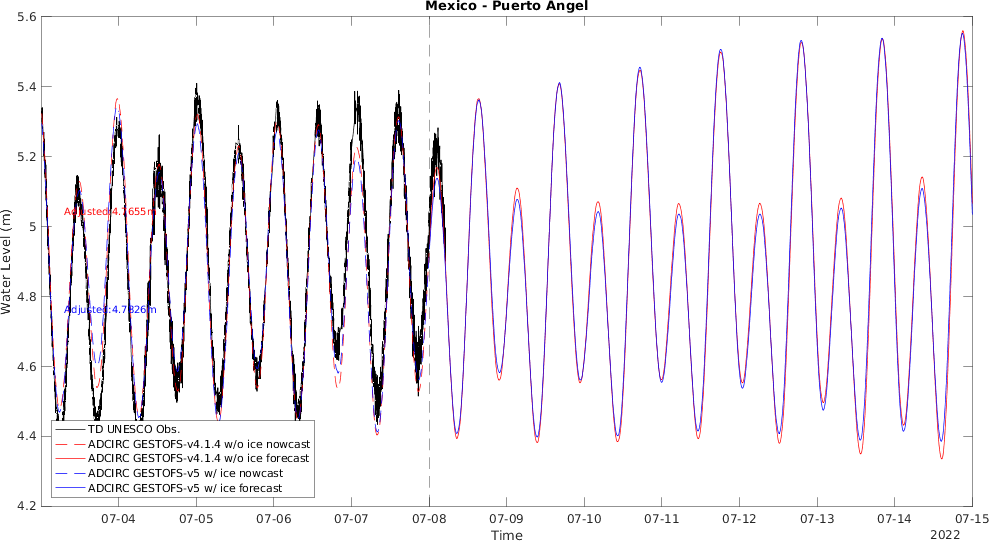 Mexico - Puerto Angel
5.6
5.4
5.2
5
4.8
4.6
4.4
4.2
Water Level (m)
Adjusted:4.7655m
Adjusted:4.7826m
TD UNESCO Obs.
ADCIRC GESTOFS-v4.1.4 w/o ice nowcast
ADCIRC GESTOFS-v4.1.4 w/o ice forecast
ADCIRC GESTOFS-v5 w/ ice nowcast
ADCIRC GESTOFS-v5 w/ ice forecast
07-04 07-05 07-06 07-07 07-08 07-09 07-10 07-11 07-12 07-13 07-14 07-15
Time
2022